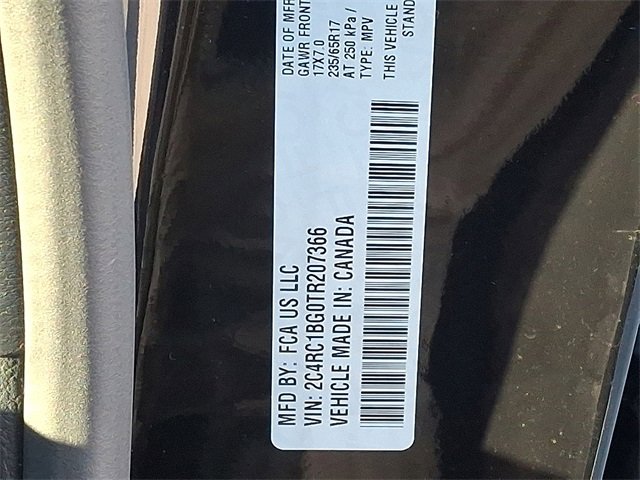 MFD BY: FCA US LLC
VIN: 2C4RC1BG0TR207366
VEHICLE MADE IN: CANADA
DATE OF MFR
GAWR FRONT
17X7.0
235/65R17
AT 250 kPa /
TYPE: MPV
THIS VEHICLE
STAND